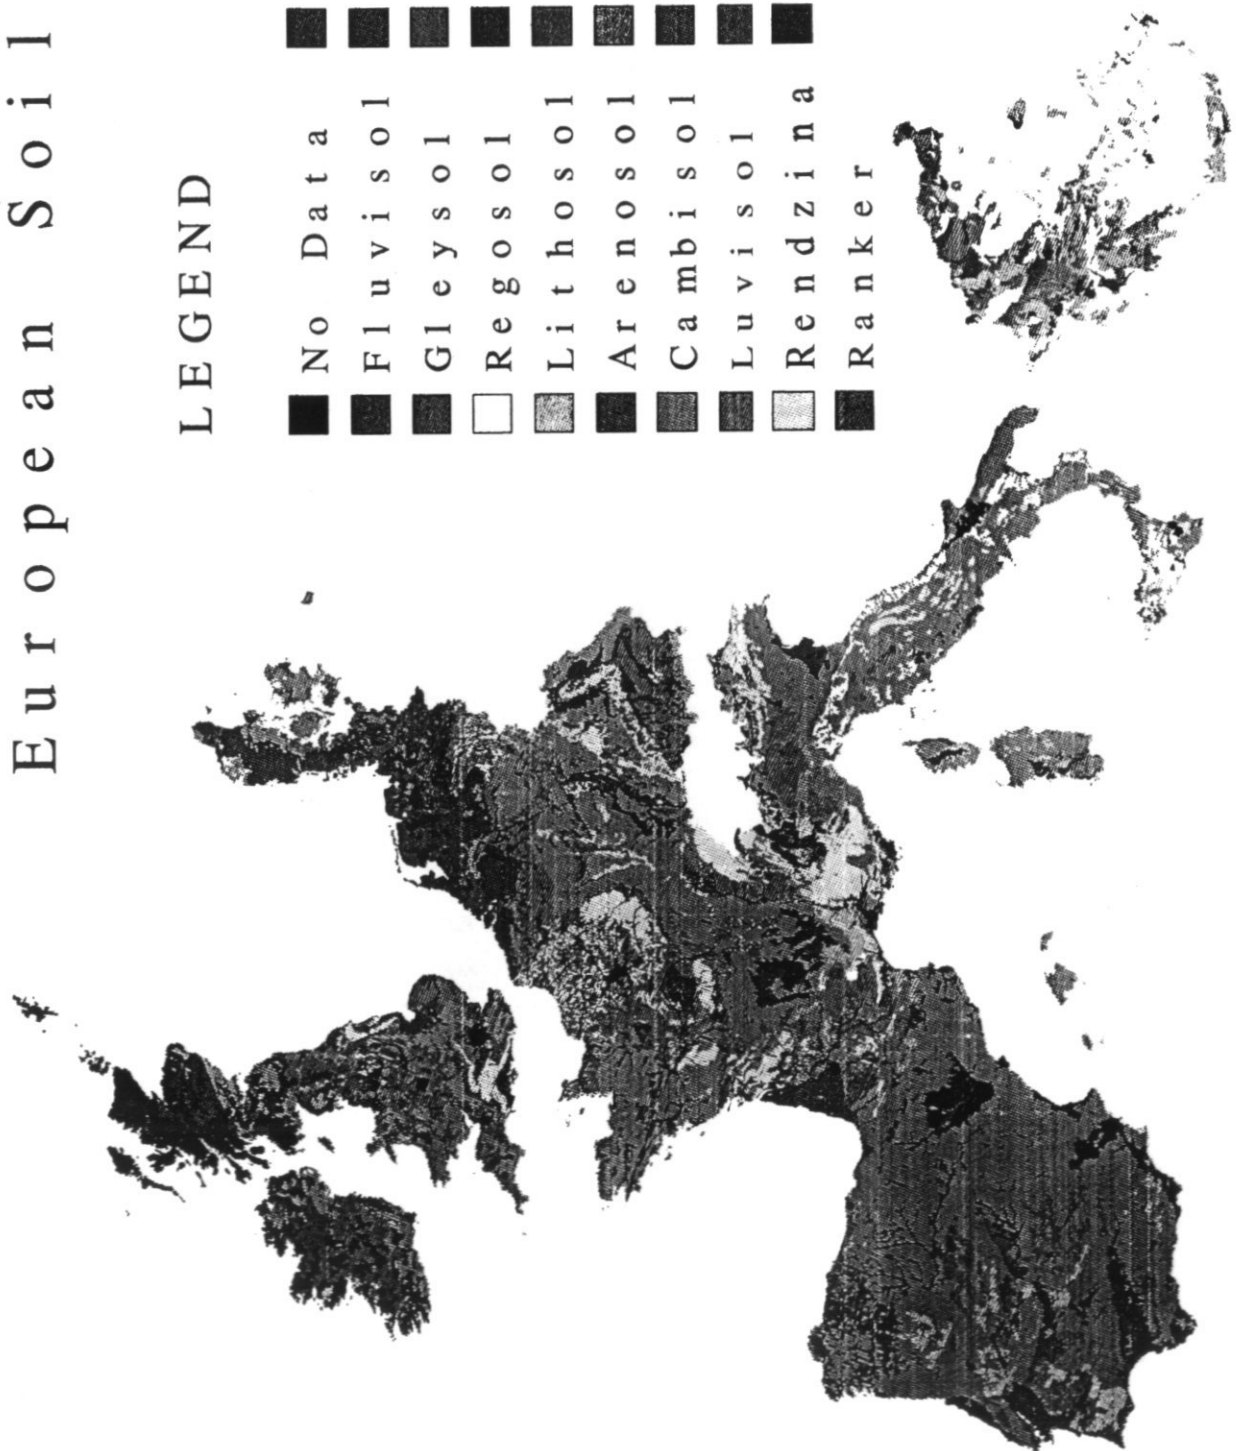 European Soil
LEGEND
No Data
Fluvisol
Gleysol
Regosol
Lithosol
Arenosol
Cambisol
Luvisol
Rendzina
Ranker